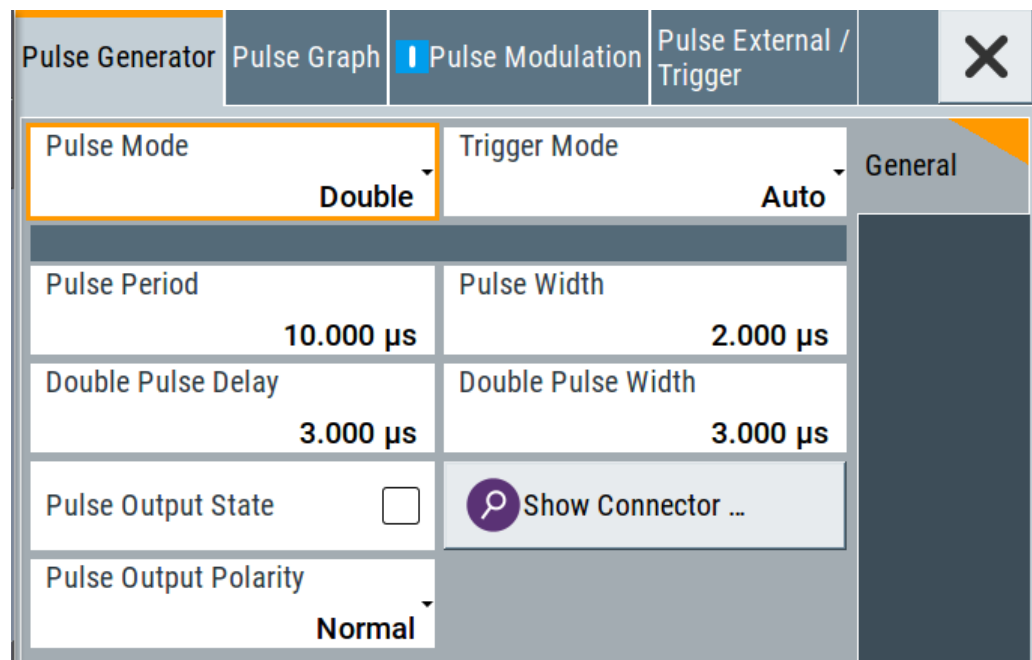 Pulse Generator
Pulse Graph
Pulse Modulation
Pulse External /
Trigger
Pulse Mode
Double
Trigger Mode
Auto
General
Pulse Period
10.000 µs
Pulse Width
2.000 µs
Double Pulse Delay
3.000 µs
Double Pulse Width
3.000 µs
Pulse Output State
Show Connector ...
Pulse Output Polarity
Normal